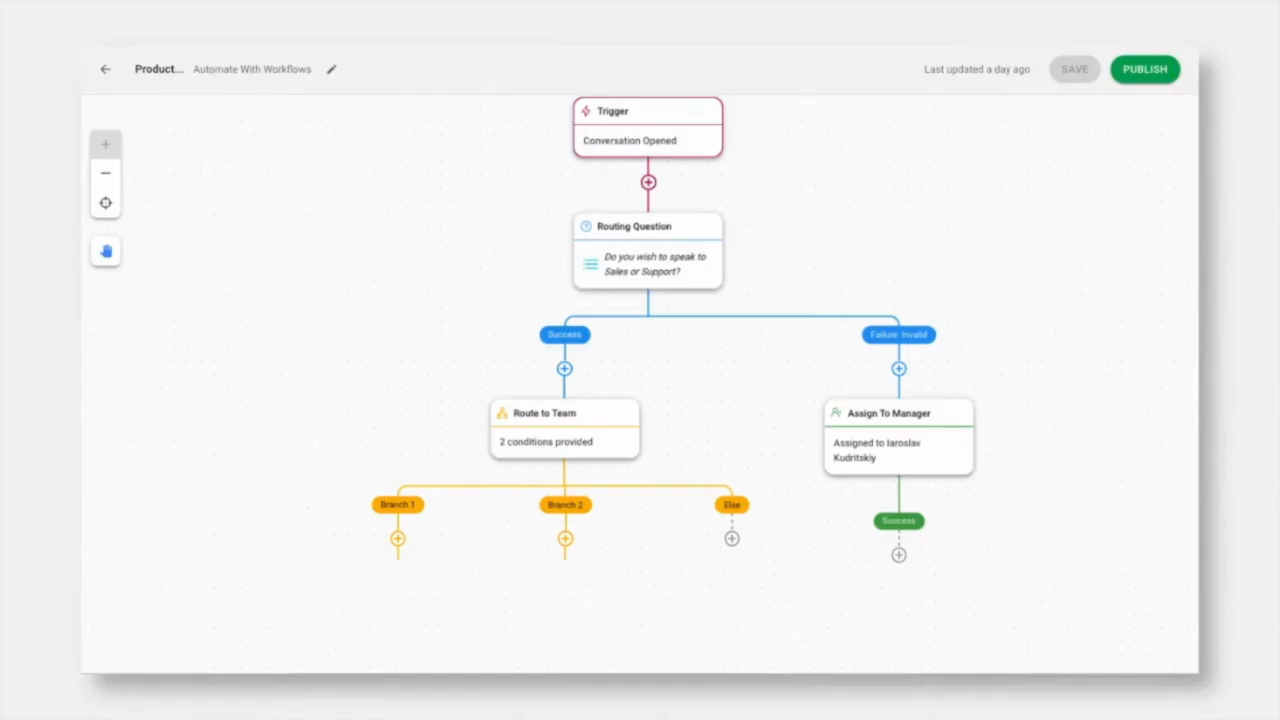 Product... Automate With Workflows
Last updated a day ago
SAVE
PUBLISH
Trigger
Conversation Opened
Routing Question
Do you wish to speak to
Sales or Support?
Success
Failure: Invalid
Route to Team
2 conditions provided
Assign To Manager
Assigned to Iaroslav
Kudritskiy
Branch 1
Branch 2
Else
Success